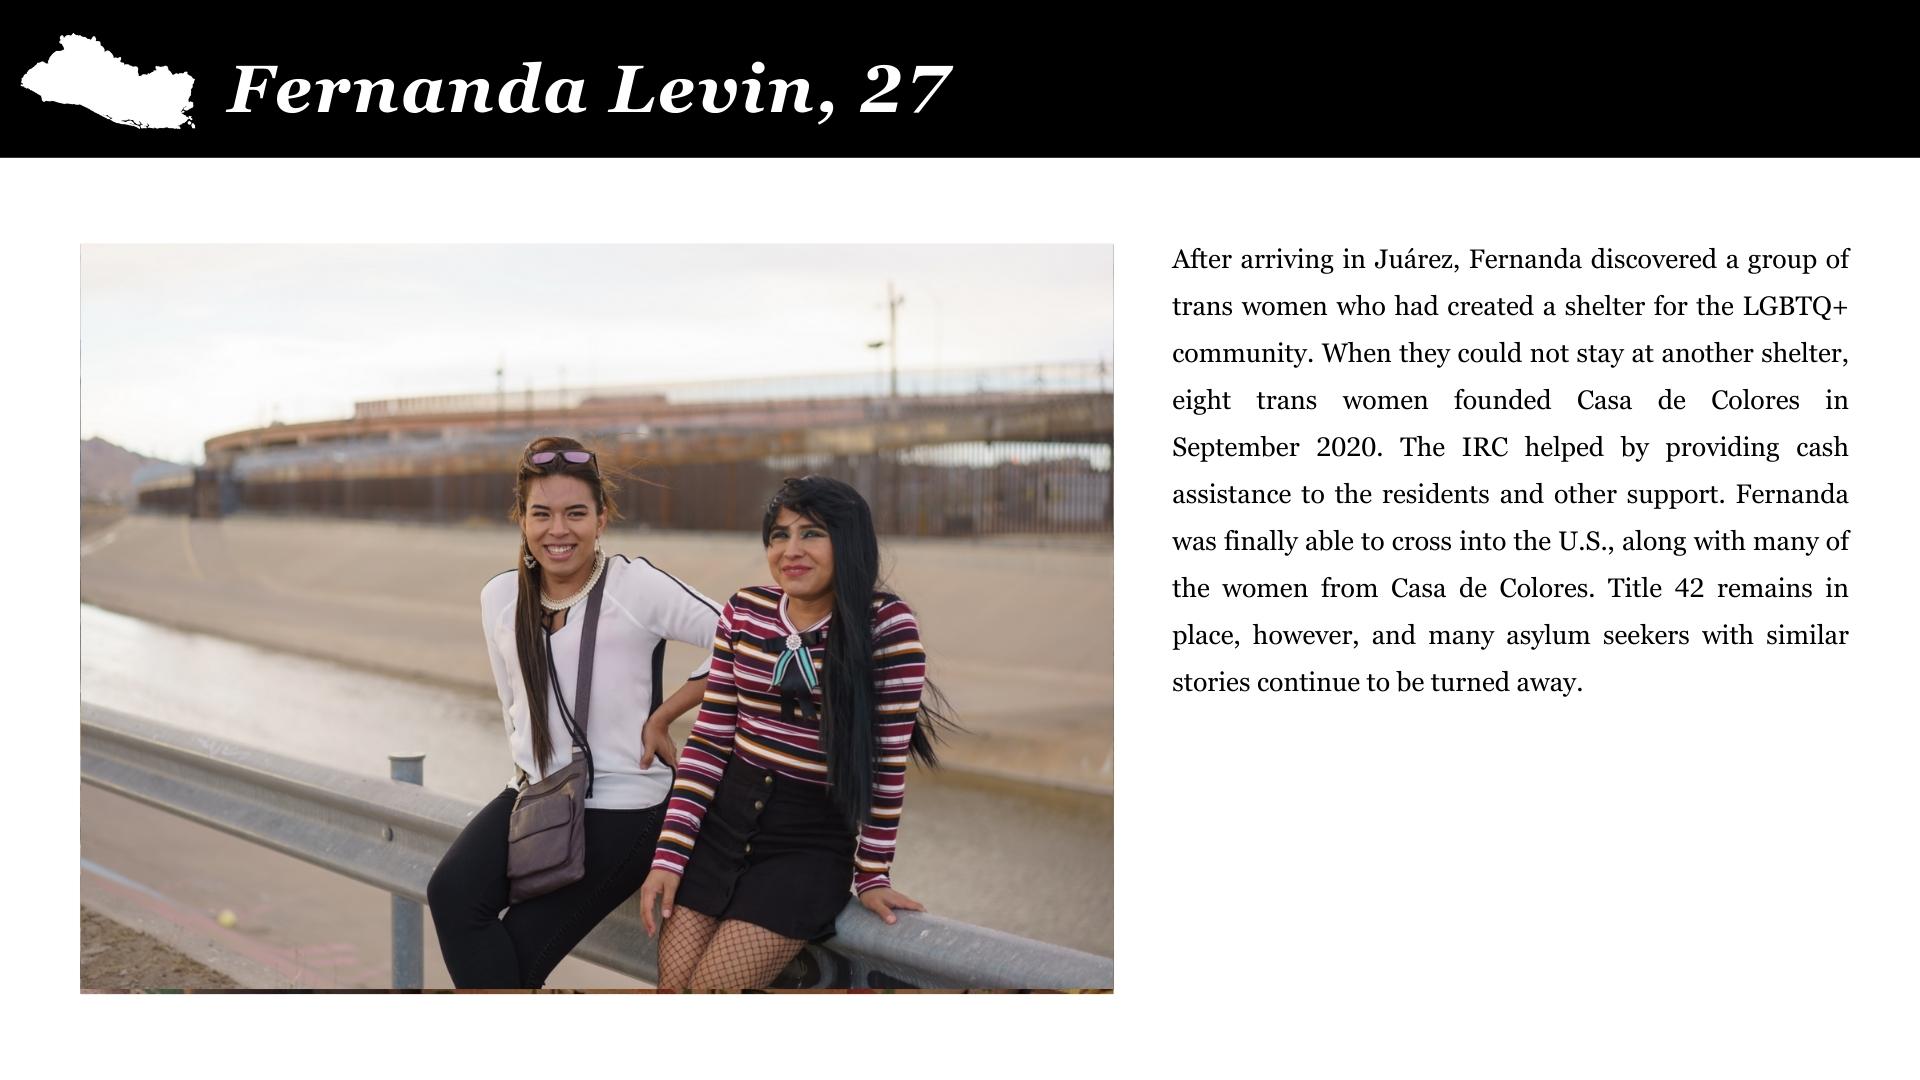 Fernanda Levin, 27
After arriving in Juárez, Fernanda discovered a group of
trans women who had created a shelter for the LGBTQ+
community. When they could not stay at another shelter,
eight trans women founded Casa de Colores in
September 2020. The IRC helped by providing cash
assistance to the residents and other support. Fernanda
was finally able to cross into the U.S., along with many of
the women from Casa de Colores. Title 42 remains in
place, however, and many asylum seekers with similar
stories continue to be turned away.